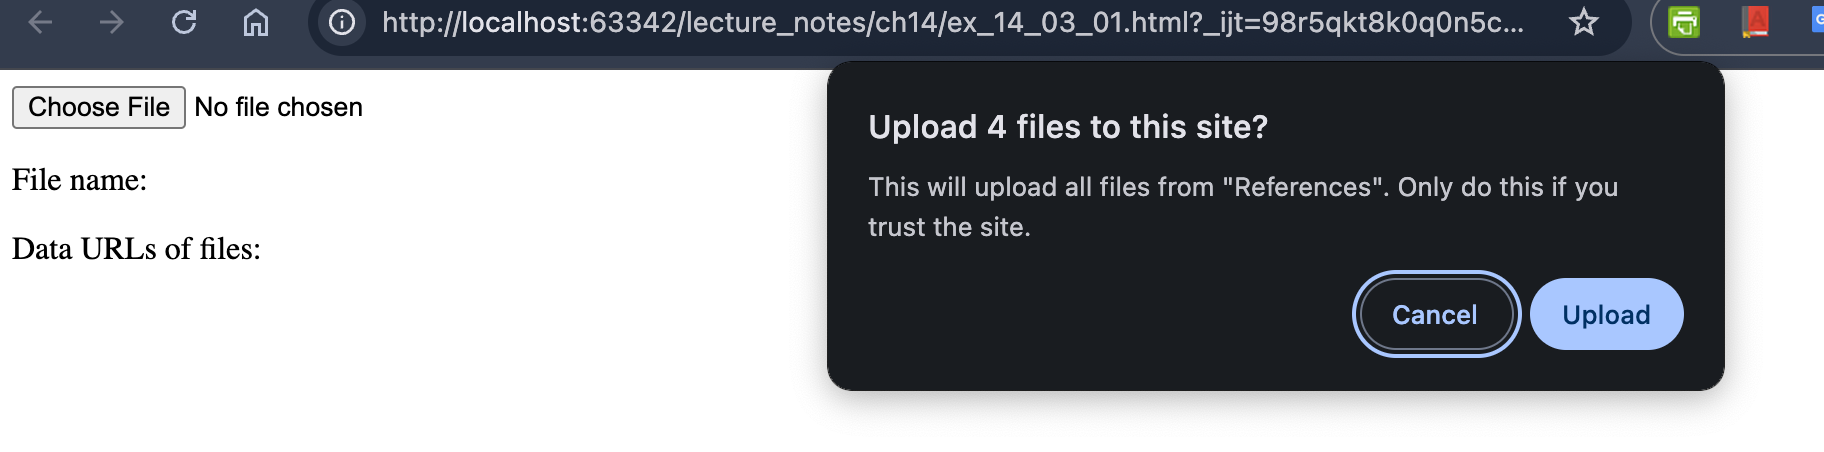 http://localhost:63342/lecture_notes/ch14/ex_14_03_01.html?_ijt=98r5qkt8k0q0n5c...
Choose File No file chosen
File name:
Data URLs of files:
Upload 4 files to this site?
This will upload all files from "References". Only do this if you
trust the site.
Cancel Upload